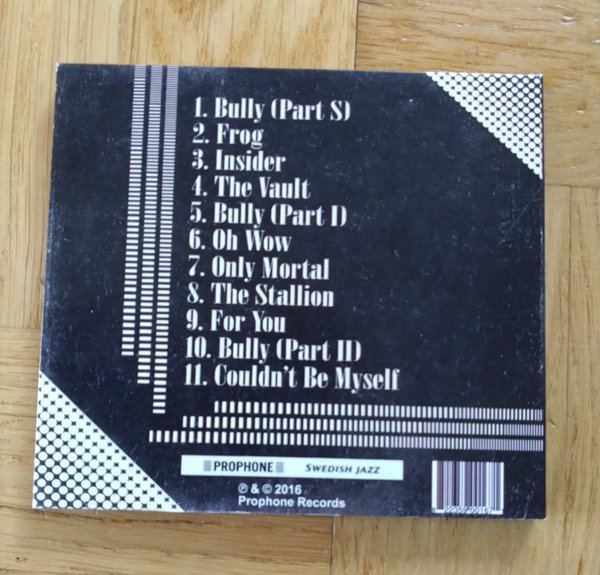 1. Bully (Part S)
2. Frog
3. Insider
4. The Vault
5. Bully (Part I)
6. Oh Wow
7. Only Mortal
8. The Stallion
9. For You
10. Bully (Part II)
11. Couldn't Be Myself
PROPHONE SWEDISH JAZZ
℗ & © 2016
Prophone Records